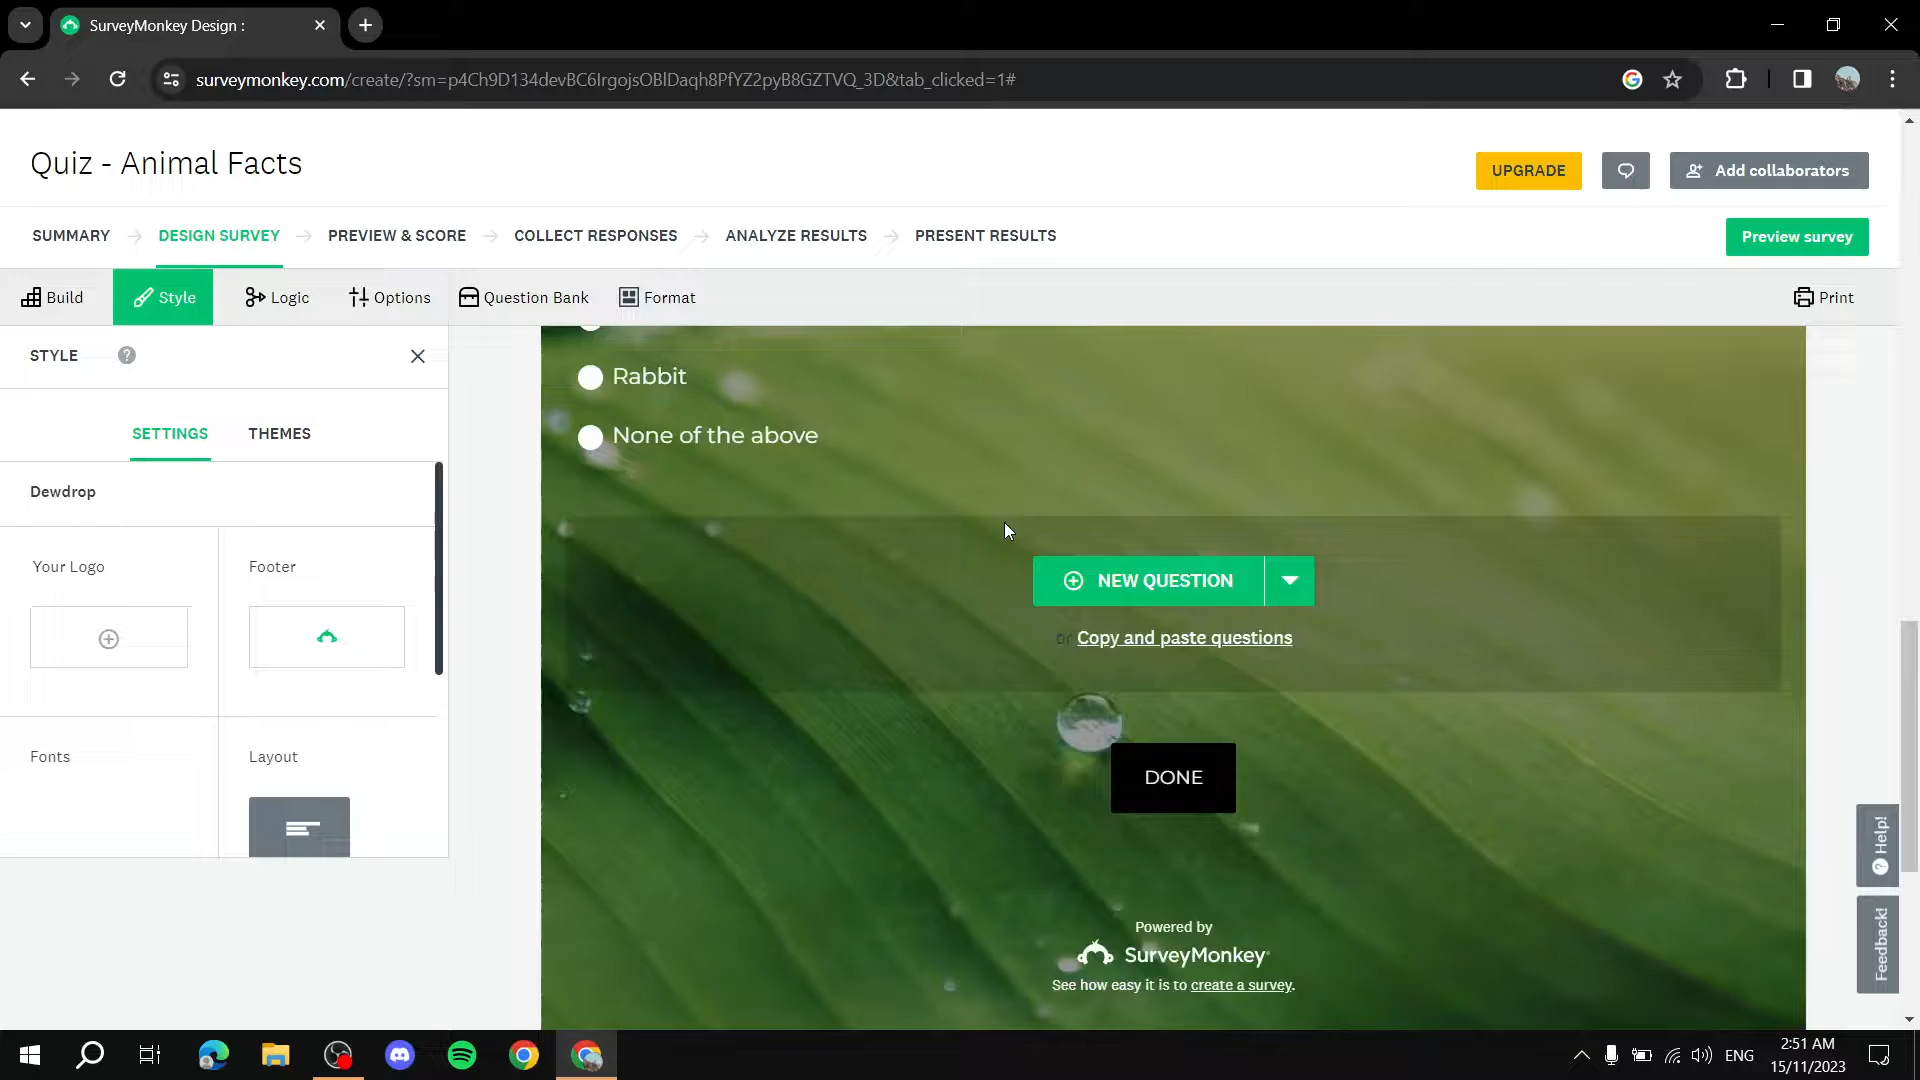 SurveyMonkey Design :
surveymonkey.com/create/?sm=p4Ch9D134devBC6IrgojsOBlDaqh8PfYZ2pyB8GZTVQ_3D&tab_clicked=1#
Quiz - Animal Facts
UPGRADE
Add collaborators
SUMMARY
DESIGN SURVEY
PREVIEW & SCORE
COLLECT RESPONSES
ANALYZE RESULTS
PRESENT RESULTS
Preview survey
Build
Style
Logic
Options
Question Bank
Format
Print
STYLE
SETTINGS
THEMES
Dewdrop
Your Logo
Footer
Fonts
Layout
Rabbit
None of the above
NEW QUESTION
or Copy and paste questions
DONE
Powered by
SurveyMonkey
See how easy it is to create a survey.
Help!
Feedback!
ENG
2:51 AM
15/11/2023